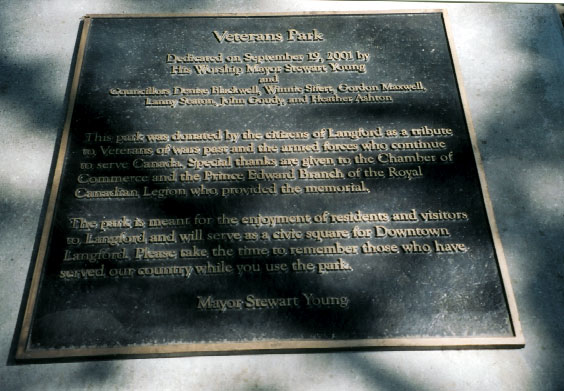 Veterans Park
Dedicated on September 19, 2001 by
His Worship Mayor Stewart Young
and
Councillors Denise Blackwell, Winnie Sifert, Gordon Maxwell,
Lanny Seaton, John Goudy, and Heather Ashton
This park was donated by the citizens of Langford as a tribute
to Veterans of wars past and the armed forces who continue
to serve Canada. Special thanks are given to the Chamber of
Commerce and the Prince Edward Branch of the Royal
Canadian Legion who provided the memorial.
The park is meant for the enjoyment of residents and visitors
to Langford and will serve as a civic square for Downtown
Langford. Please take the time to remember those who have
served our country while you use the park.
Mayor Stewart Young